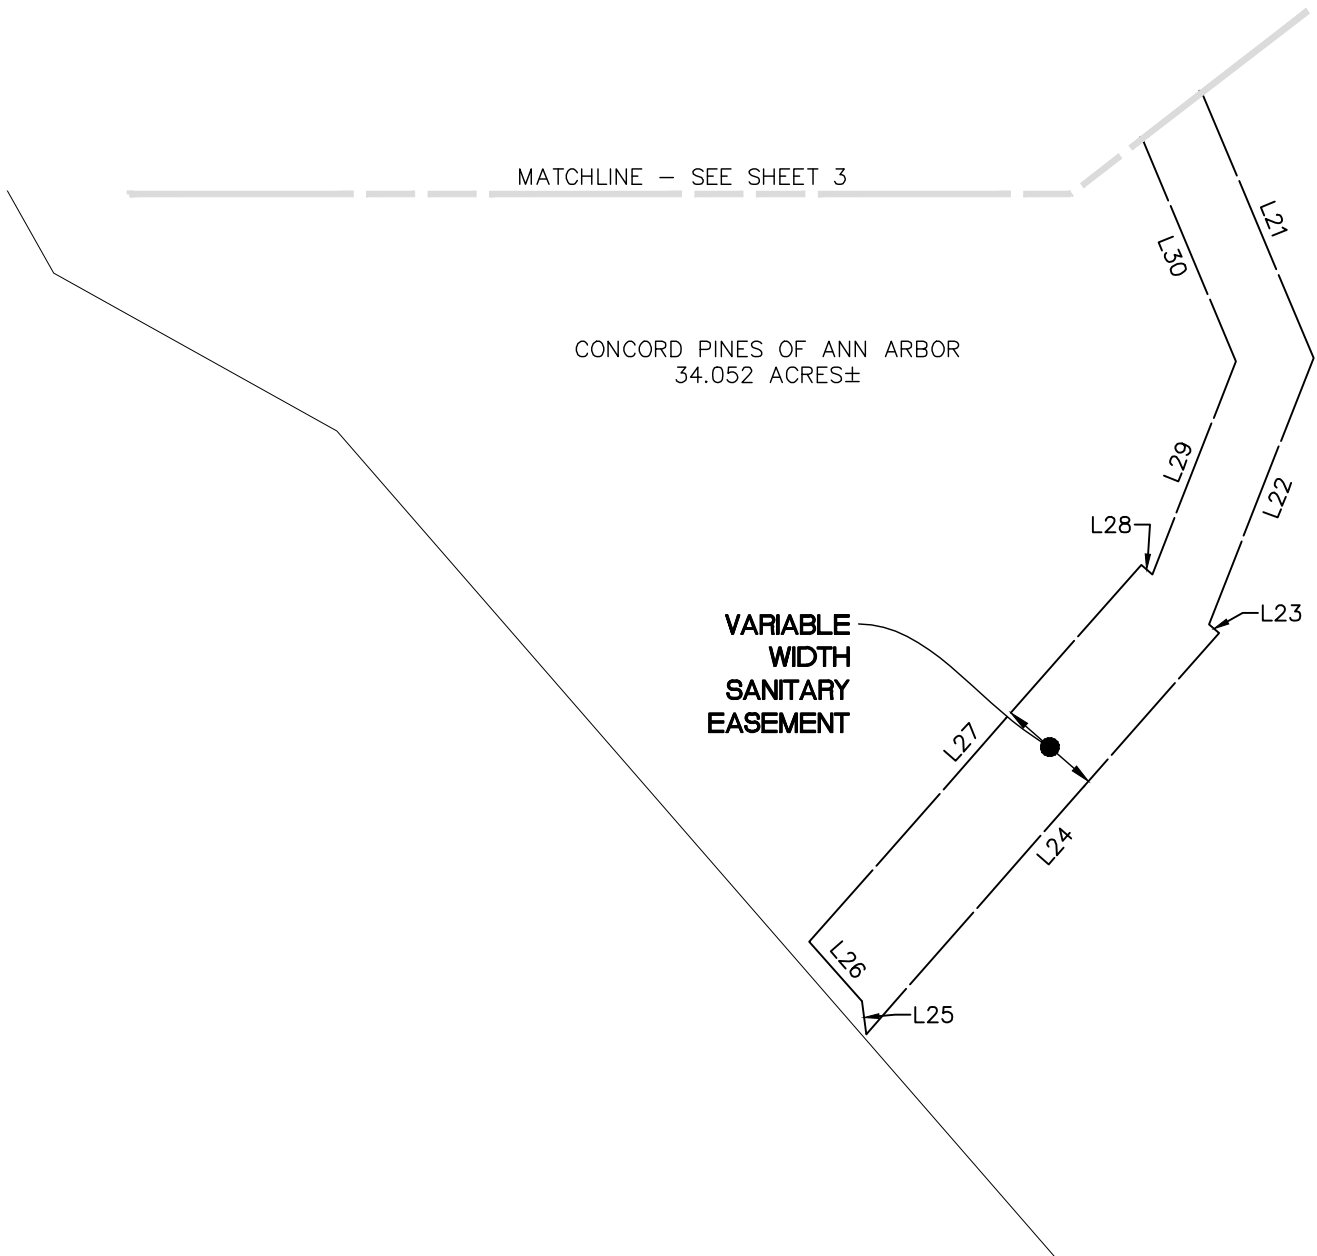 MATCHLINE – SEE SHEET 3
L21
L30
CONCORD PINES OF ANN ARBOR
34.052 ACRES±
L29
L22
L28
L23
VARIABLE
WIDTH
SANITARY
EASEMENT
L27
L24
L26
L25